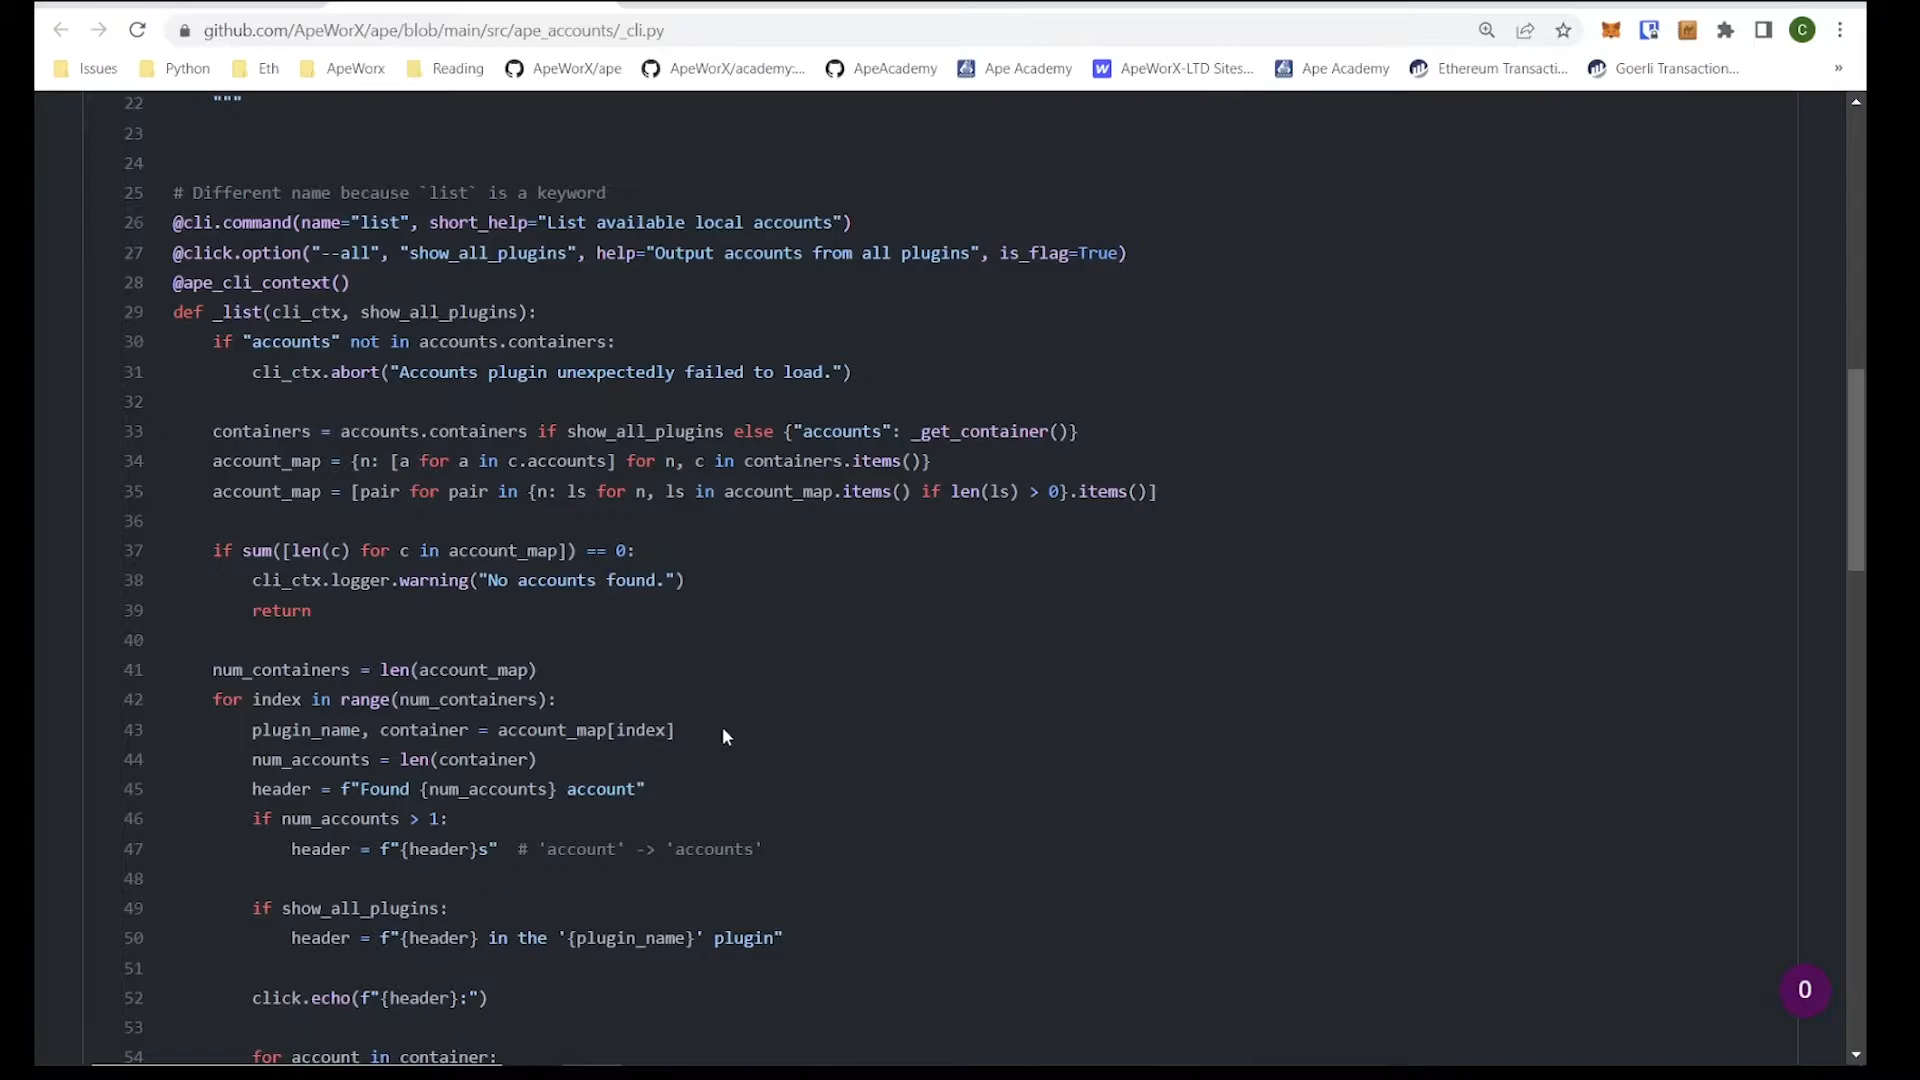 github.com/ApeWorX/ape/blob/main/src/ape_accounts/_cli.py
C
Issues Python Eth ApeWorx Reading ApeWorX/ape ApeWorX/academy:... ApeAcademy Ape Academy ApeWorX-LTD Sites... Ape Academy Ethereum Transacti... Goerli Transaction... »
22     """
23
24
25 # Different name because `list` is a keyword
26 @cli.command(name="list", short_help="List available local accounts")
27 @click.option("--all", "show_all_plugins", help="Output accounts from all plugins", is_flag=True)
28 @ape_cli_context()
29 def _list(cli_ctx, show_all_plugins):
30     if "accounts" not in accounts.containers:
31         cli_ctx.abort("Accounts plugin unexpectedly failed to load.")
32
33     containers = accounts.containers if show_all_plugins else {"accounts": _get_container()}
34     account_map = {n: [a for a in c.accounts] for n, c in containers.items()}
35     account_map = [pair for pair in {n: ls for n, ls in account_map.items() if len(ls) > 0}.items()]
36
37     if sum([len(c) for c in account_map]) == 0:
38         cli_ctx.logger.warning("No accounts found.")
39         return
40
41     num_containers = len(account_map)
42     for index in range(num_containers):
43         plugin_name, container = account_map[index]
44         num_accounts = len(container)
45         header = f"Found {num_accounts} account"
46         if num_accounts > 1:
47             header = f"{header}s"  # 'account' -> 'accounts'
48
49         if show_all_plugins:
50             header = f"{header} in the '{plugin_name}' plugin"
51
52         click.echo(f"{header}:")
53
54         for account in container:
0